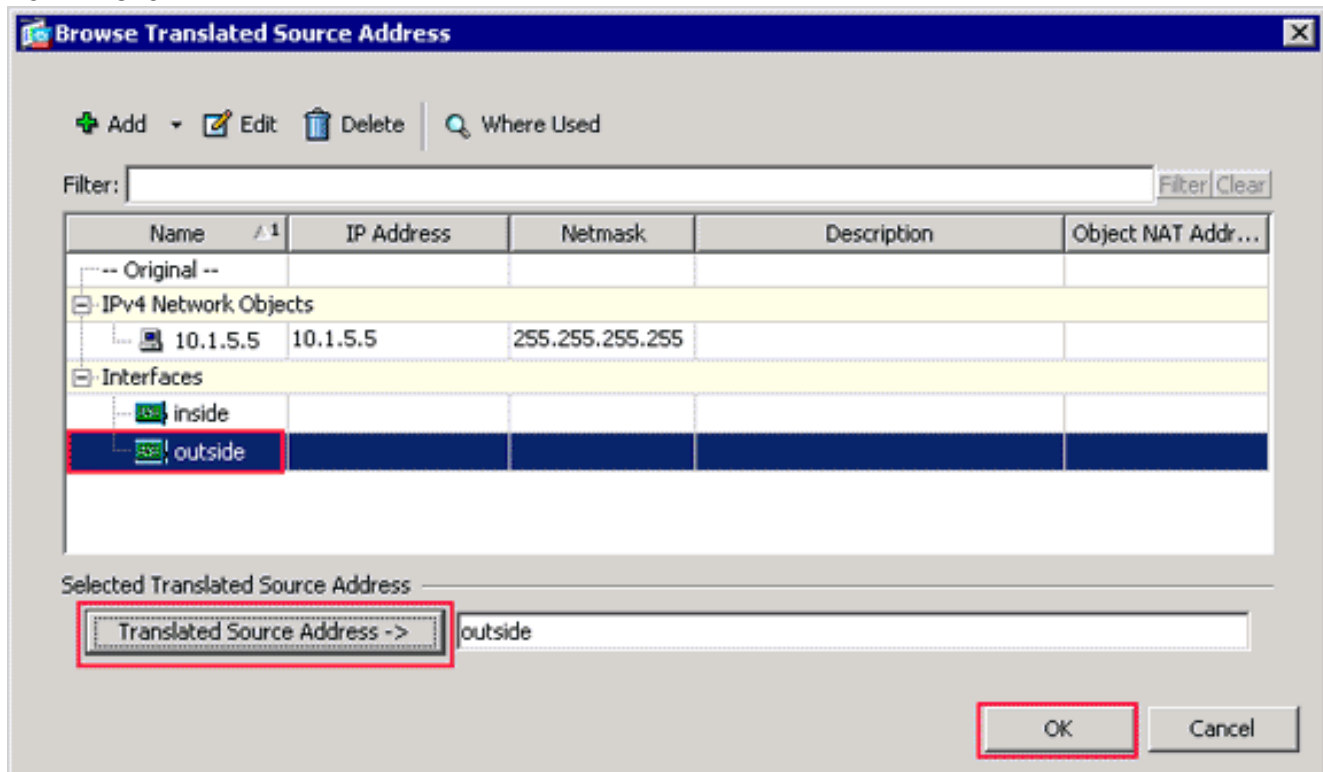 Browse Translated Source Address
Add Edit Delete Where Used
Filter: Filter Clear
Name 1 IP Address Netmask Description Object NAT Addr...
-- Original --
IPv4 Network Objects
10.1.5.5 10.1.5.5 255.255.255.255
Interfaces
inside
outside
Selected Translated Source Address
Translated Source Address -> outside
OK Cancel